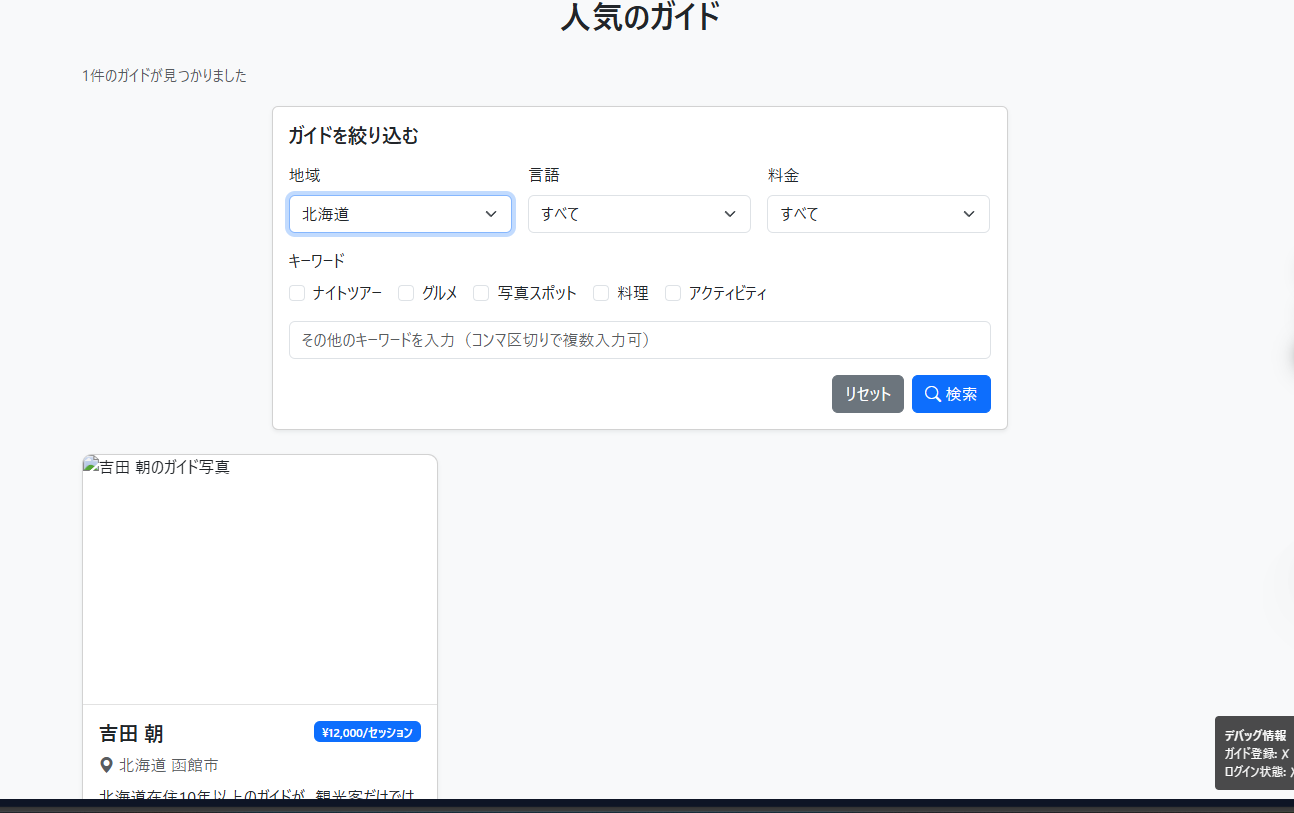 人気のガイド
1件のガイドが見つかりました
ガイドを絞り込む
地域 言語 料金
北海道 すべて すべて
キーワード
ナイトツアー グルメ 写真スポット 料理 アクティビティ
その他のキーワードを入力（コンマ区切りで複数入力可）
リセット 検索
吉田 朝のガイド写真
吉田 朝 ¥12,000/セッション
北海道 函館市
北海道在住10年以上のガイドが、観光客だけでは
デバッグ情報
ガイド登録: X
ログイン状態: